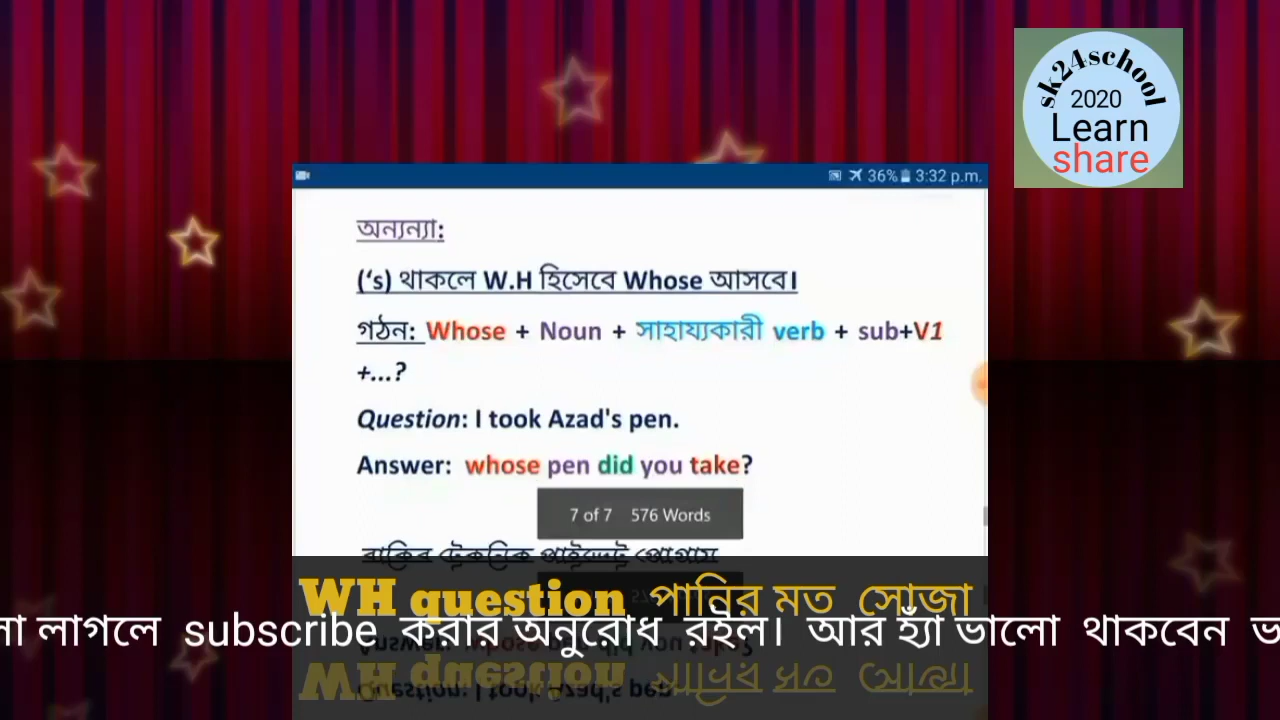 sk24school
2020
Learn
share
36% 3:32 p.m.
অন্যন্যা:
(‘s) থাকলে W.H হিসেবে Whose আসবে।
গঠন: Whose + Noun + সাহায্যকারী verb + sub+V1
+...?
Question: I took Azad's pen.
Answer: whose pen did you take?
7 of 7 576 Words
WH question পানির মত সোজা
লাগলে subscribe করার অনুরোধ রইল। আর হ্যাঁ ভালো থাকবেন